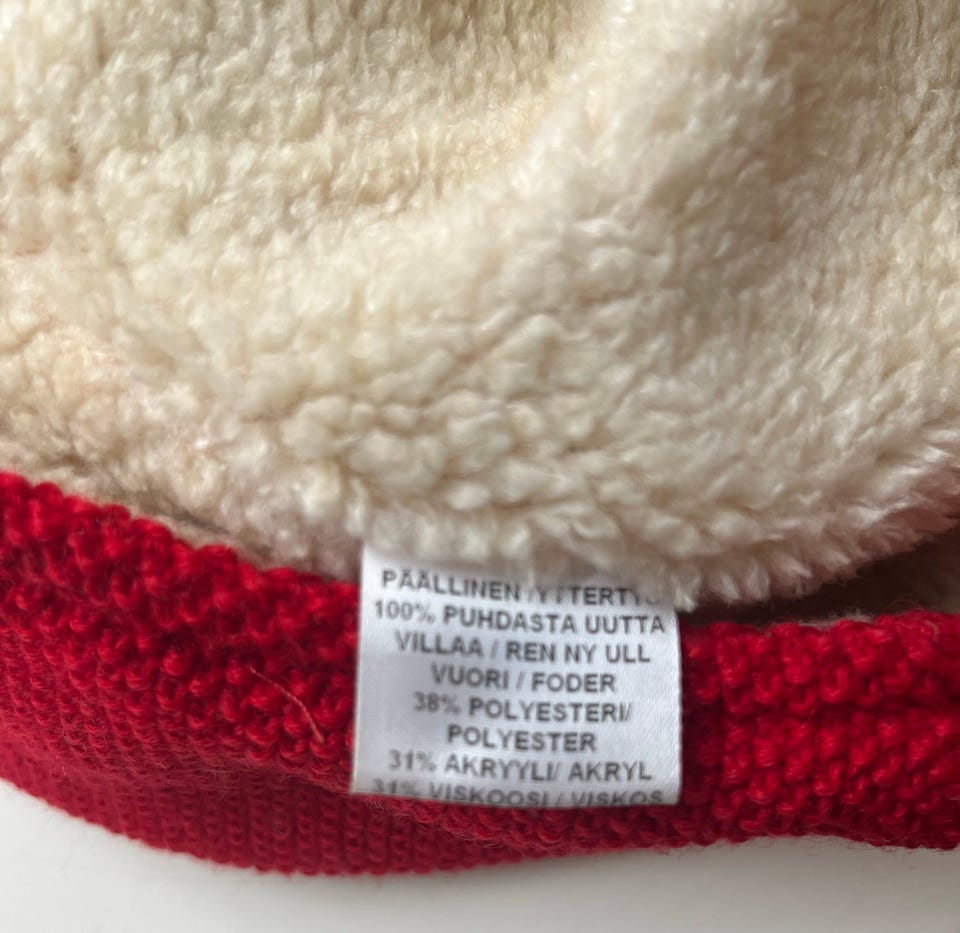 PÄÄLLINEN /YTTERTYG
100% PUHDASTA UUTTA
VILLAA / REN NY ULL
VUORI / FODER
38% POLYESTERI/
POLYESTER
31% AKRYYLI/ AKRYL
31% VISKOOSI / VISKOS